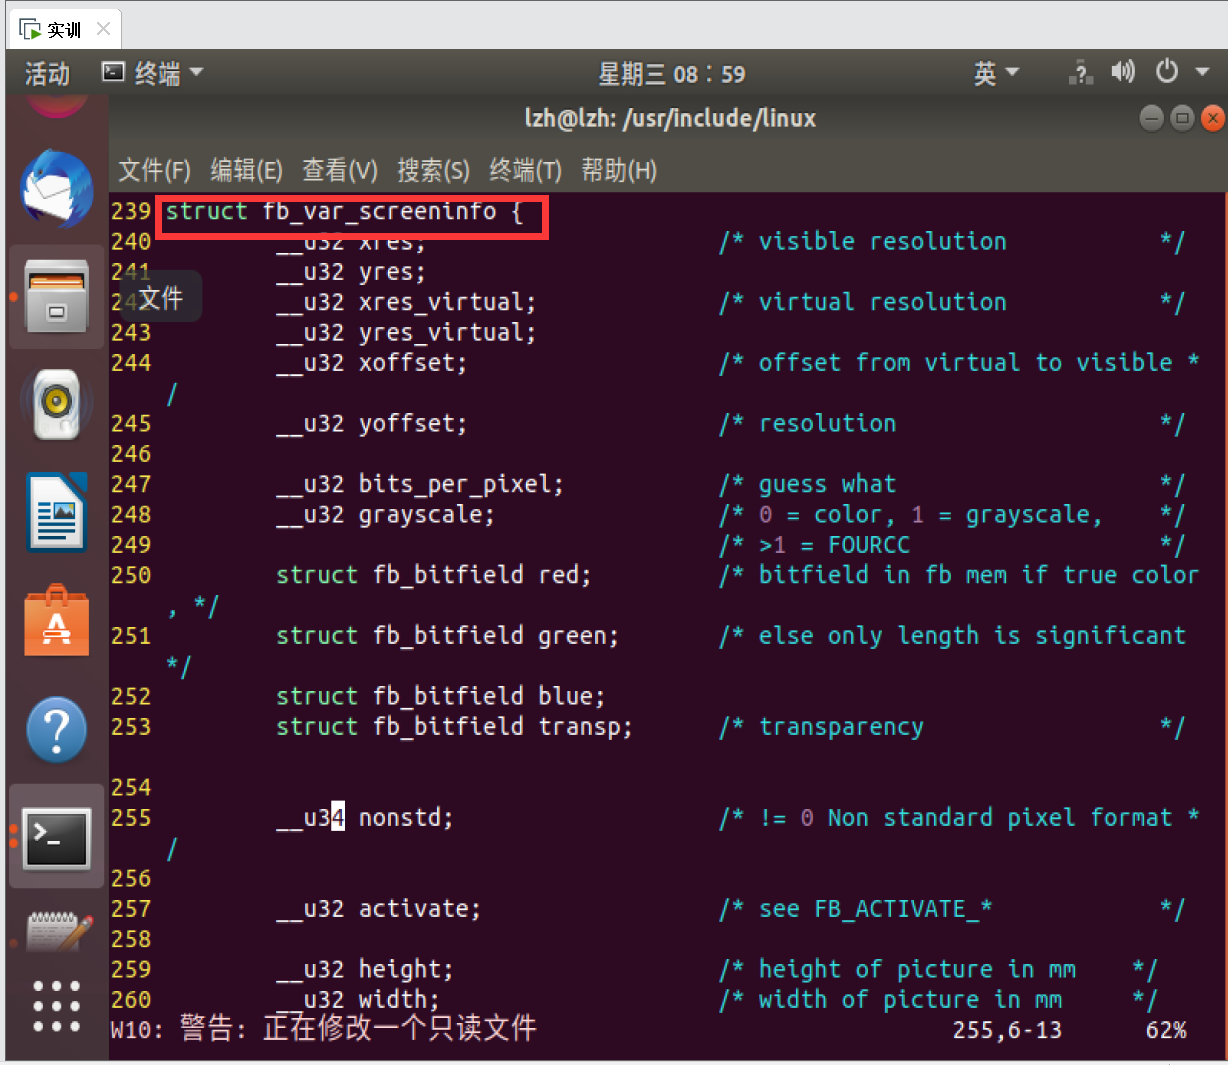 实训
活动 终端 星期三 08：59 英
lzh@lzh: /usr/include/linux
文件(F) 编辑(E) 查看(V) 搜索(S) 终端(T) 帮助(H)
239 struct fb_var_screeninfo {
240         __u32 xres;                     /* visible resolution           */
241         __u32 yres;
文件
242         __u32 xres_virtual;             /* virtual resolution           */
243         __u32 yres_virtual;
244         __u32 xoffset;                  /* offset from virtual to visible *
/
245         __u32 yoffset;                  /* resolution                   */
246
247         __u32 bits_per_pixel;           /* guess what                   */
248         __u32 grayscale;                /* 0 = color, 1 = grayscale,    */
249                                         /* >1 = FOURCC                  */
250         struct fb_bitfield red;         /* bitfield in fb mem if true color
, */
251         struct fb_bitfield green;       /* else only length is significant
*/
252         struct fb_bitfield blue;
253         struct fb_bitfield transp;      /* transparency                 */
254
255         __u34 nonstd;                   /* != 0 Non standard pixel format *
/
256
257         __u32 activate;                 /* see FB_ACTIVATE_*            */
258
259         __u32 height;                   /* height of picture in mm    */
260         __u32 width;                    /* width of picture in mm     */
W10: 警告: 正在修改一个只读文件 255,6-13 62%